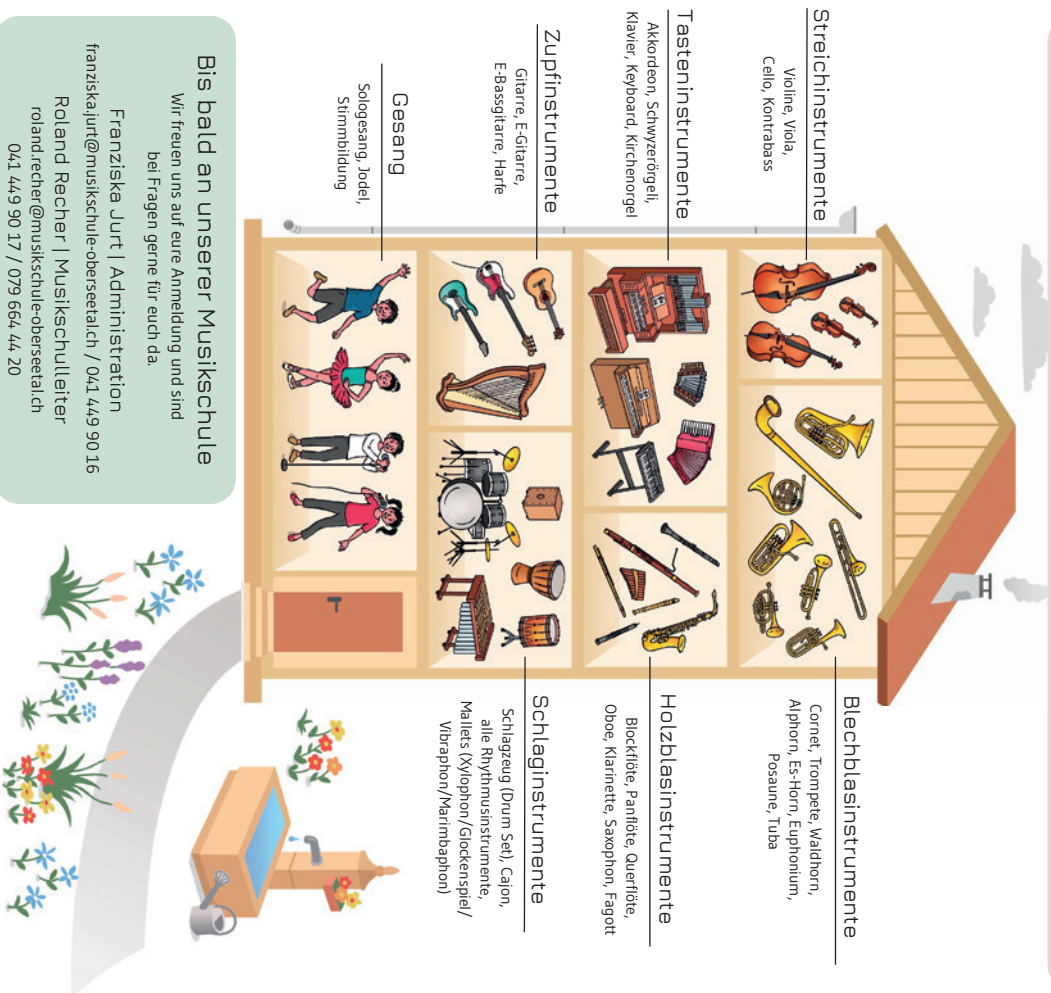 Streichinstrumente
Violine, Viola,
Cello, Kontrabass
Tasteninstrumente
Akkordeon, Schwyzerörgeli,
Klavier, Keyboard, Kirchenorgel
Zupfinstrumente
Gitarre, E-Gitarre,
E-Bassgitarre, Harfe
Gesang
Sologesang, Jodel,
Stimmbildung
Blechblasinstrumente
Cornet, Trompete, Waldhorn,
Alphorn, Es-Horn, Euphonium,
Posaune, Tuba
Holzblasinstrumente
Blockflöte, Panflöte, Querflöte,
Oboe, Klarinette, Saxophon, Fagott
Schlaginstrumente
Schlagzeug (Drum Set), Cajon,
alle Rhythmusinstrumente,
Mallets (Xylophon/Glockenspiel/
Vibraphon/Marimbaphon)
Bis bald an unserer Musikschule
Wir freuen uns auf eure Anmeldung und sind
bei Fragen gerne für euch da.
Franziska Jurt | Administration
franziska.jurt@musikschule-oberseetal.ch / 041 449 90 16
Roland Recher | Musikschulleiter
roland.recher@musikschule-oberseetal.ch
041 449 90 17 / 079 664 44 20